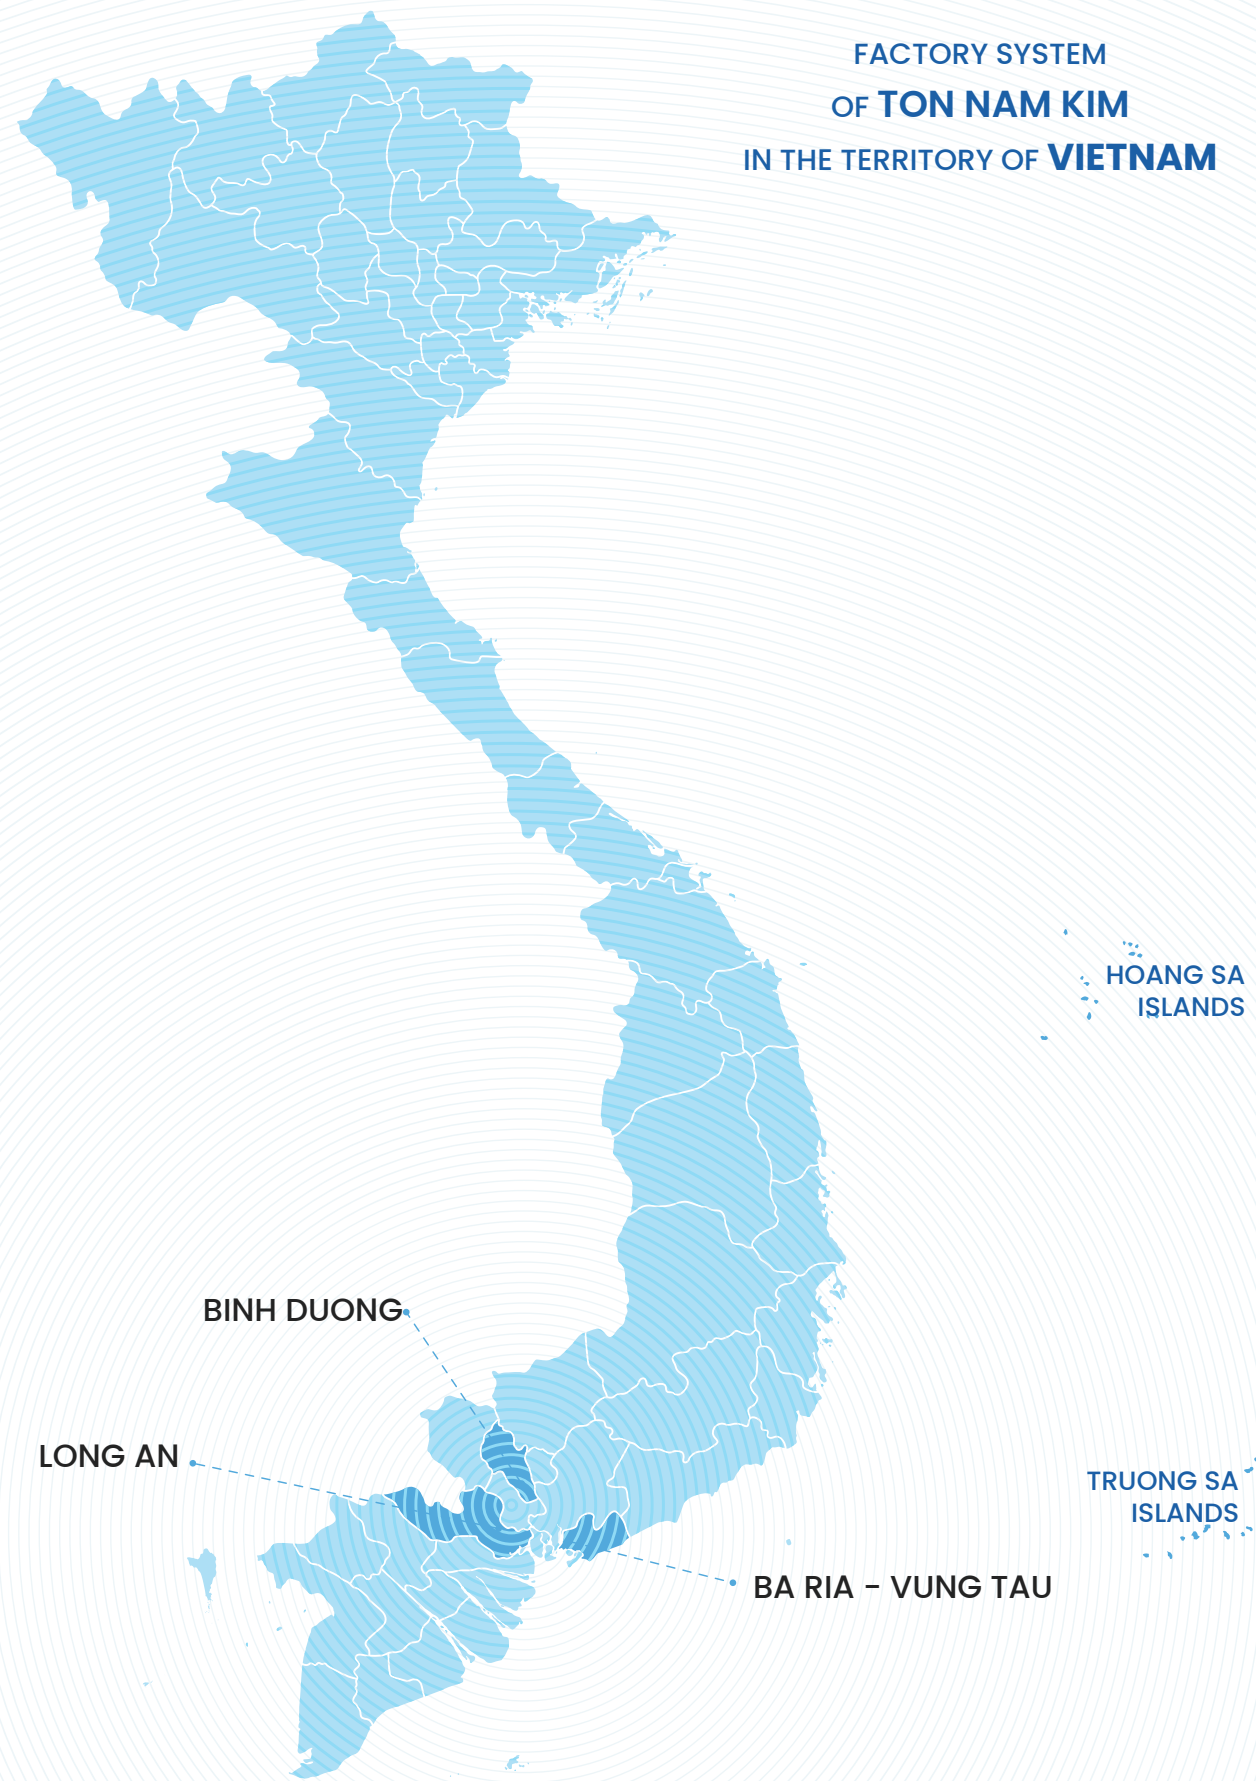 FACTORY SYSTEM
OF TON NAM KIM
IN THE TERRITORY OF VIETNAM
HOANG SA
ISLANDS
BINH DUONG
LONG AN
TRUONG SA
ISLANDS
BA RIA - VUNG TAU